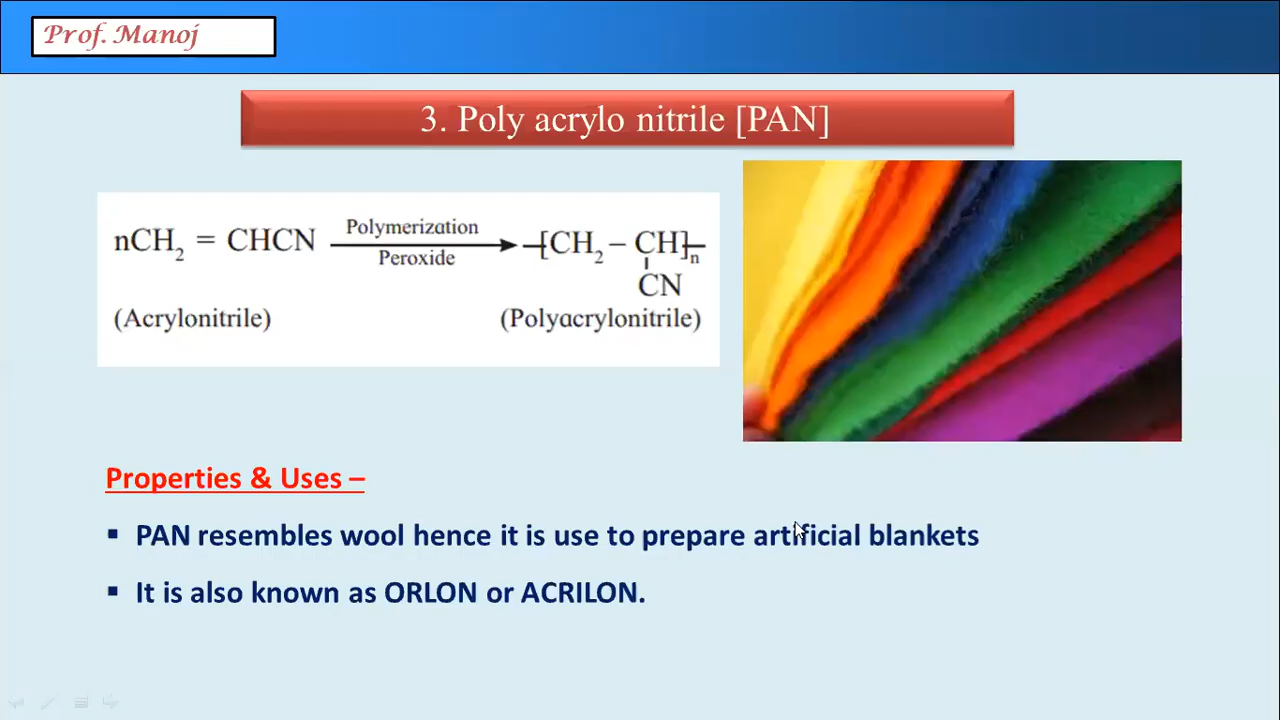 Prof. Manoj
3. Poly acrylo nitrile [PAN]
nCH₂ = CHCN
Polymerization
Peroxide
–[CH₂ – CH]–ₙ
CN
(Acrylonitrile)
(Polyacrylonitrile)
Properties & Uses –
▪ PAN resembles wool hence it is use to prepare artificial blankets
▪ It is also known as ORLON or ACRILON.